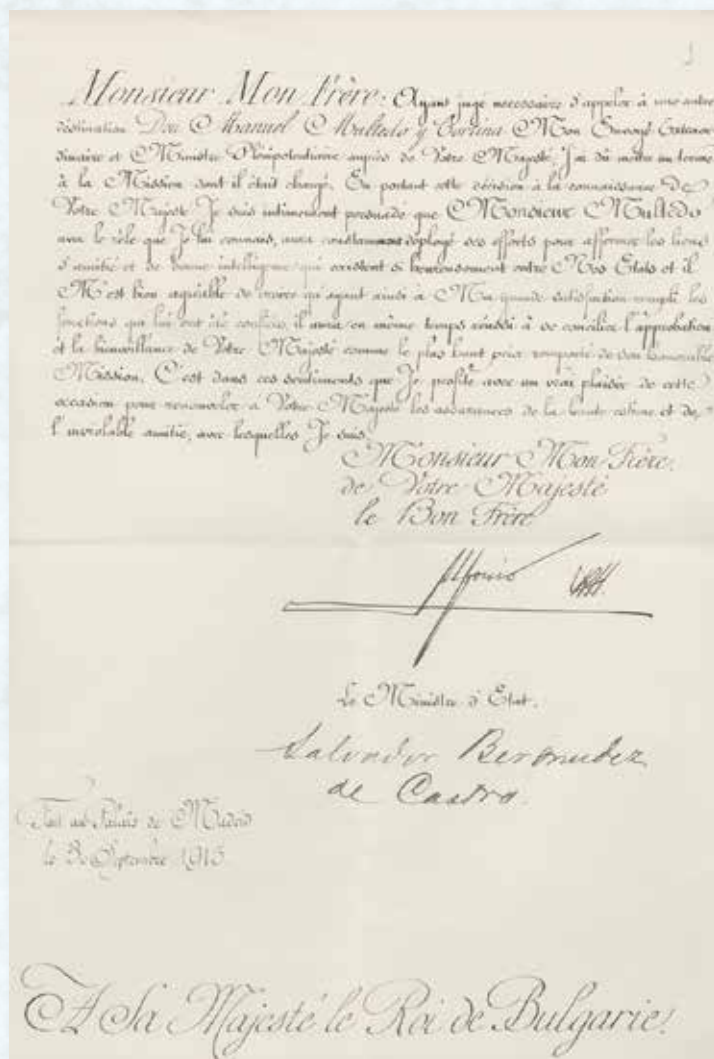 1
Monsieur Mon Frère: Ayant jugé nécessaire d'appeler à une autre
déstination Don Manuel Multedo y Cortina Mon Envoyé Extraor
dinaire et Ministre Plénipotentiaire auprès de Votre Majesté, J'ai dû mettre un terme
à la Mission dont il était chargé. En portant cette décision à la connaissance de
Votre Majesté Je suis intimement persuadé que Monsieur Multedo
avec le zèle que Je lui connais, aura constamment déployé ses efforts pour affermir les liens
d'amitié et de bonne intelligence qui existent si heureusement entre Nos Etats et il
M'est bien agréable de croire qu'ayant ainsi à Ma grande satisfaction rempli les
fonctions qui lui ont été confiées, il aura en même temps réussi à se concilier l'approbation
et la bienveillance de Votre Majesté comme le plus haut prix remporté de son honorable
Mission. C'est dans ces sentiments que Je profite avec un vrai plaisir de cette
occasion pour renouveler à Votre Majesté les assurances de la haute estime et de
l'inviolable amitié, avec lesquelles Je suis,
Monsieur Mon Frère.
de Votre Majesté
le Bon Frère
Alfonso
Le Ministre d'Etat.
Salvador Bermudez
de Castro.
Fait au Palais de Madrid
le 3 Septembre 1915
A Sa Majesté le Roi de Bulgarie.